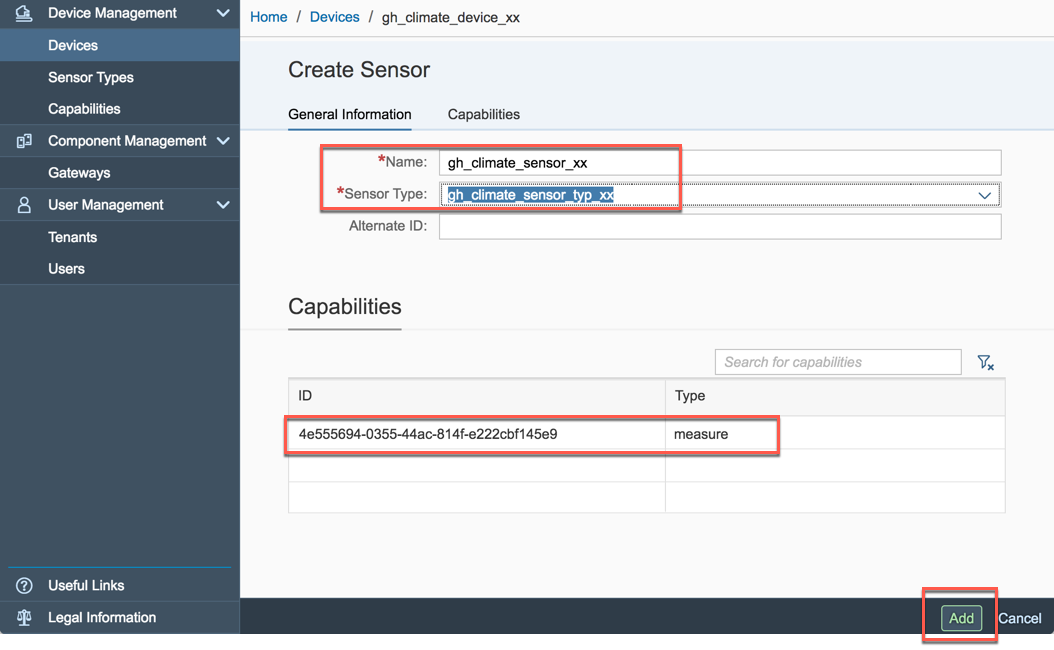 Device Management
Devices
Sensor Types
Capabilities
Component Management
Gateways
User Management
Tenants
Users
Useful Links
Legal Information
Home / Devices / gh_climate_device_xx
Create Sensor
General Information Capabilities
*Name: gh_climate_sensor_xx
*Sensor Type: gh_climate_sensor_typ_xx
Alternate ID:
Capabilities
Search for capabilities
ID Type
4e555694-0355-44ac-814f-e222cbf145e9 measure
Add Cancel